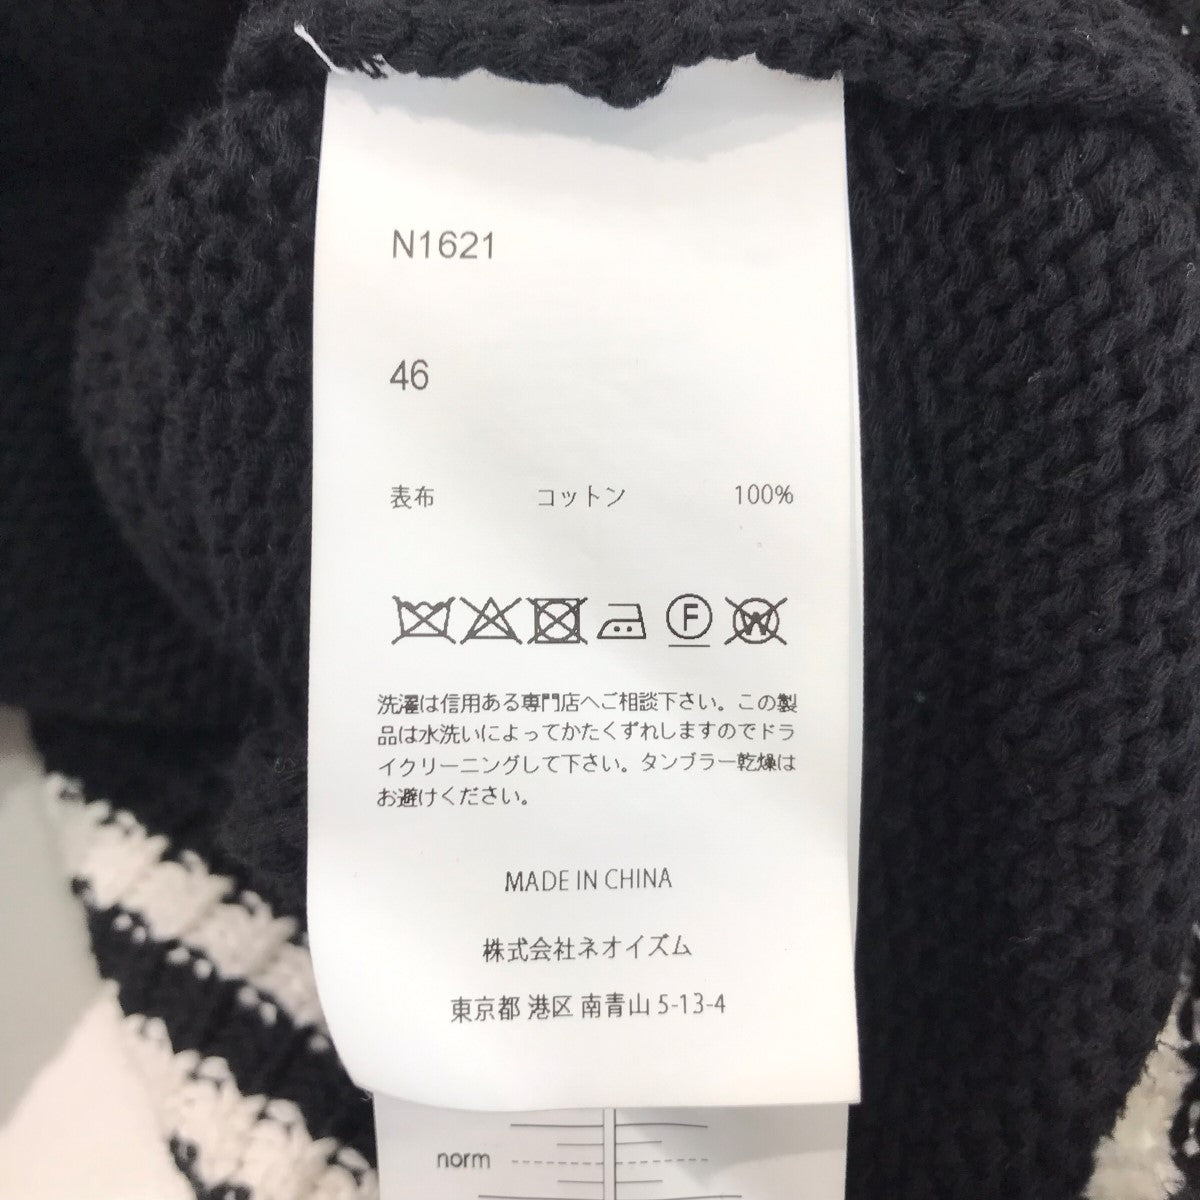 N1621
46
表布 コットン 100%
F W
洗濯は信用ある専門店へご相談下さい。この製
品は水洗いによってかたくずれしますのでドラ
イクリーニングして下さい。タンブラー乾燥は
お避けください。
MADE IN CHINA
株式会社ネオイズム
東京都 港区 南青山 5-13-4
norm